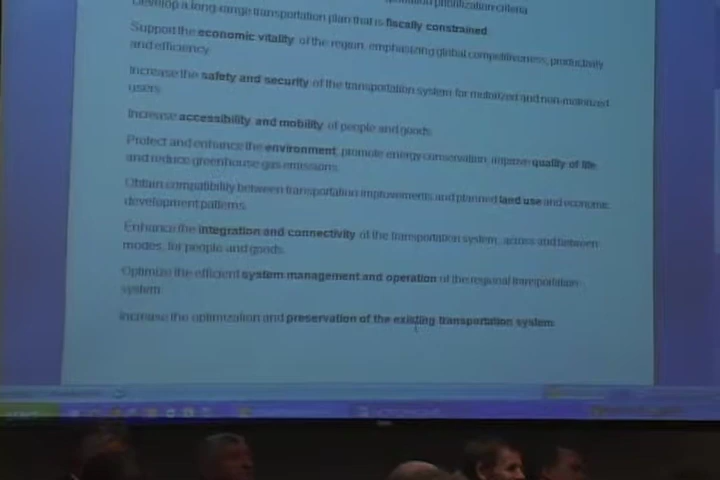 prioritization criteria
Develop a long-range transportation plan that is fiscally constrained
Support the economic vitality of the region, emphasizing global competitiveness, productivity
and efficiency
Increase the safety and security of the transportation system for motorized and non-motorized
users.
Increase accessibility and mobility of people and goods.
Protect and enhance the environment, promote energy conservation, improve quality of life,
and reduce greenhouse gas emissions.
Obtain compatibility between transportation improvements and planned land use and economic
development patterns.
Enhance the integration and connectivity of the transportation system, across and between
modes, for people and goods.
Optimize the efficient system management and operation of the regional transportation
system.
Increase the optimization and preservation of the existing transportation system.